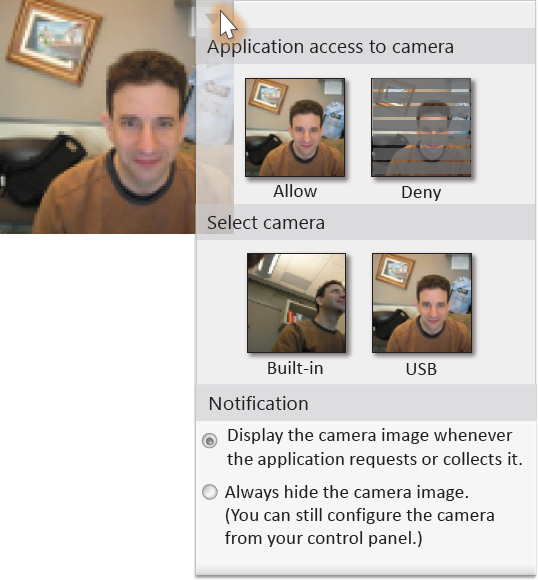 Application access to camera
Allow
Deny
Select camera
Built-in
USB
Notification
Display the camera image whenever
the application requests or collects it.
Always hide the camera image.
(You can still configure the camera
from your control panel.)